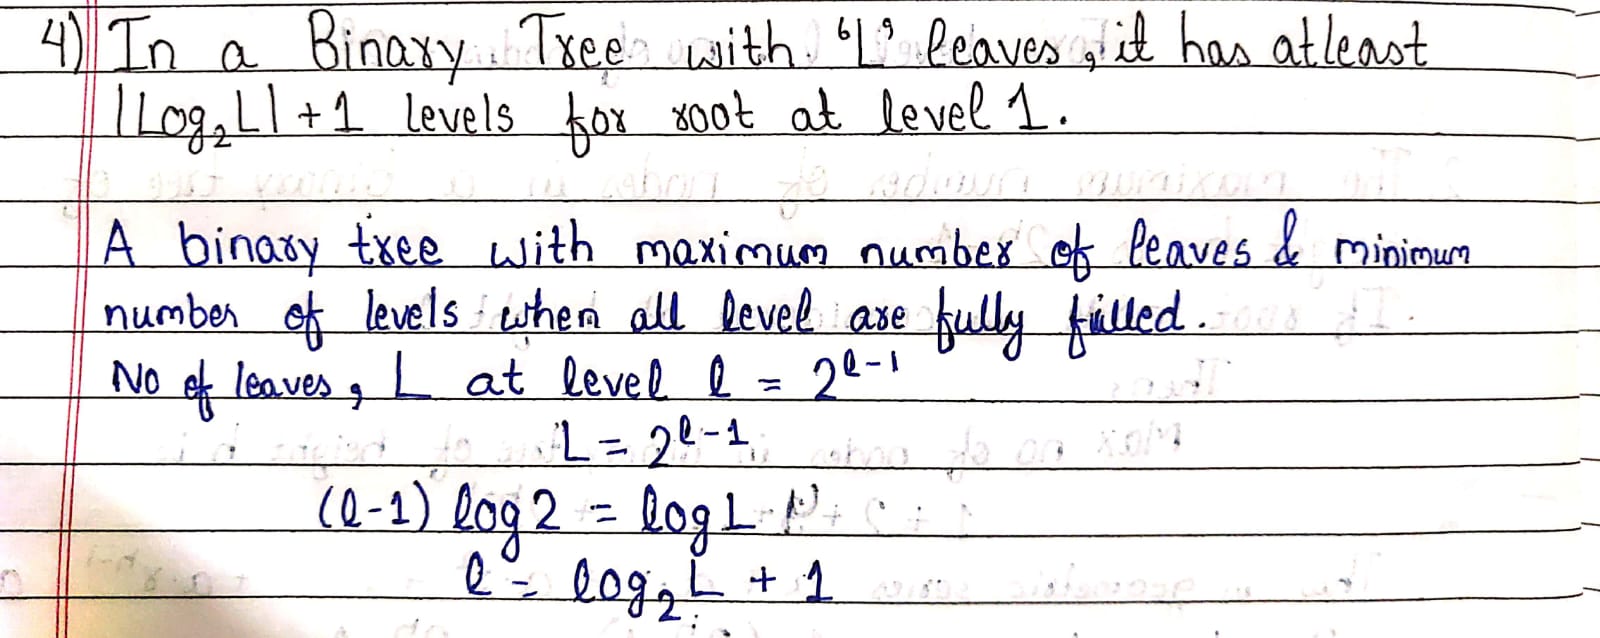 4) In a Binary Tree with 'L' leaves, it has atleast
|Log₂L| + 1 levels for root at level 1.
A binary tree with maximum number of leaves & minimum
number of levels when all level are fully filled.
No of leaves, L at level l = 2^(l-1)
L = 2^(l-1)
(l-1) log 2 = log L
l = log₂ L + 1